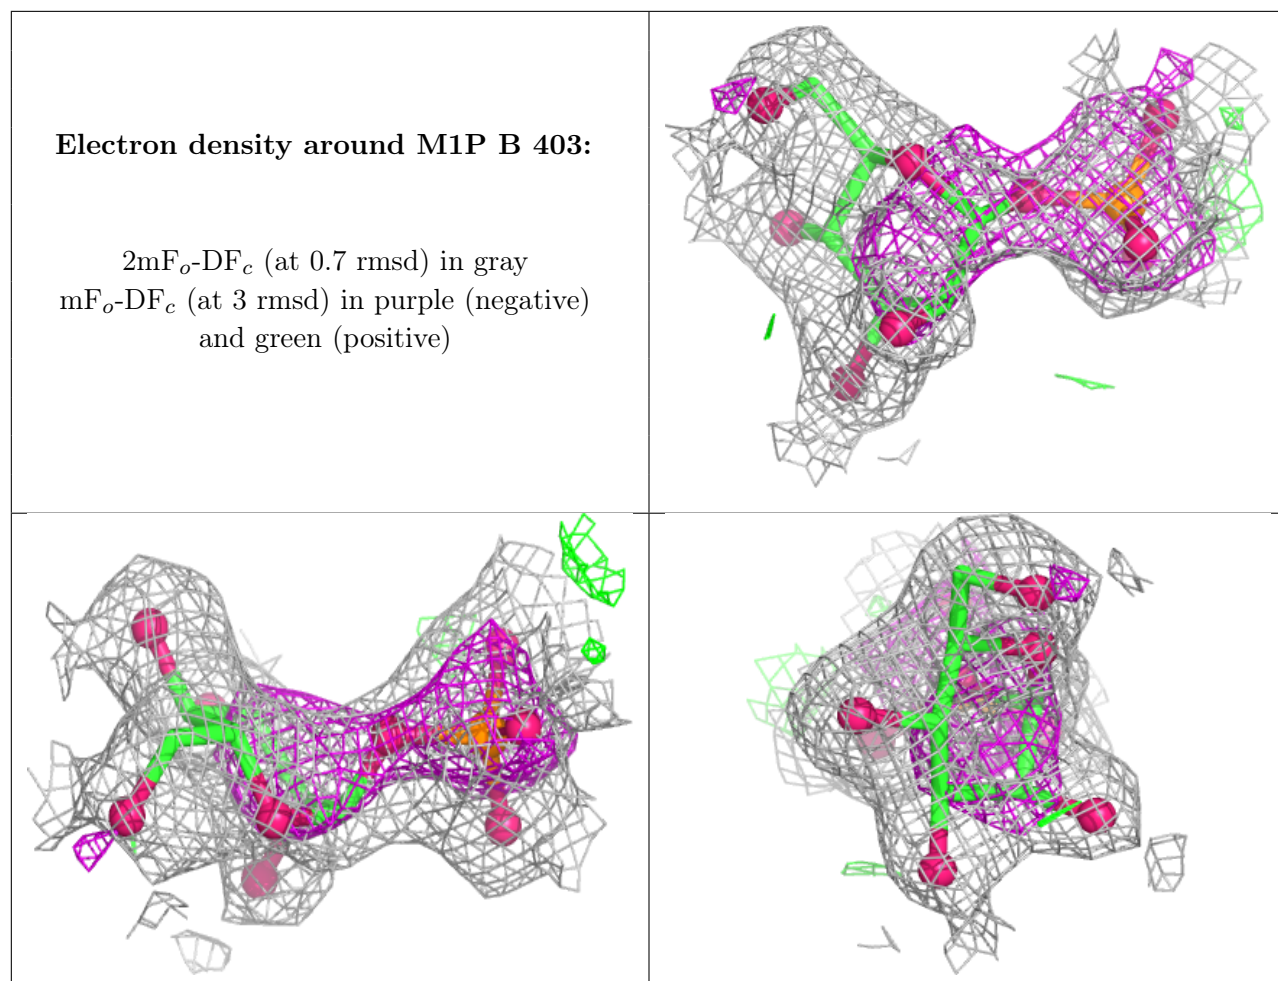 Electron density around M1P B 403:
2mFo-DFc (at 0.7 rmsd) in gray
mFo-DFc (at 3 rmsd) in purple (negative)
and green (positive)